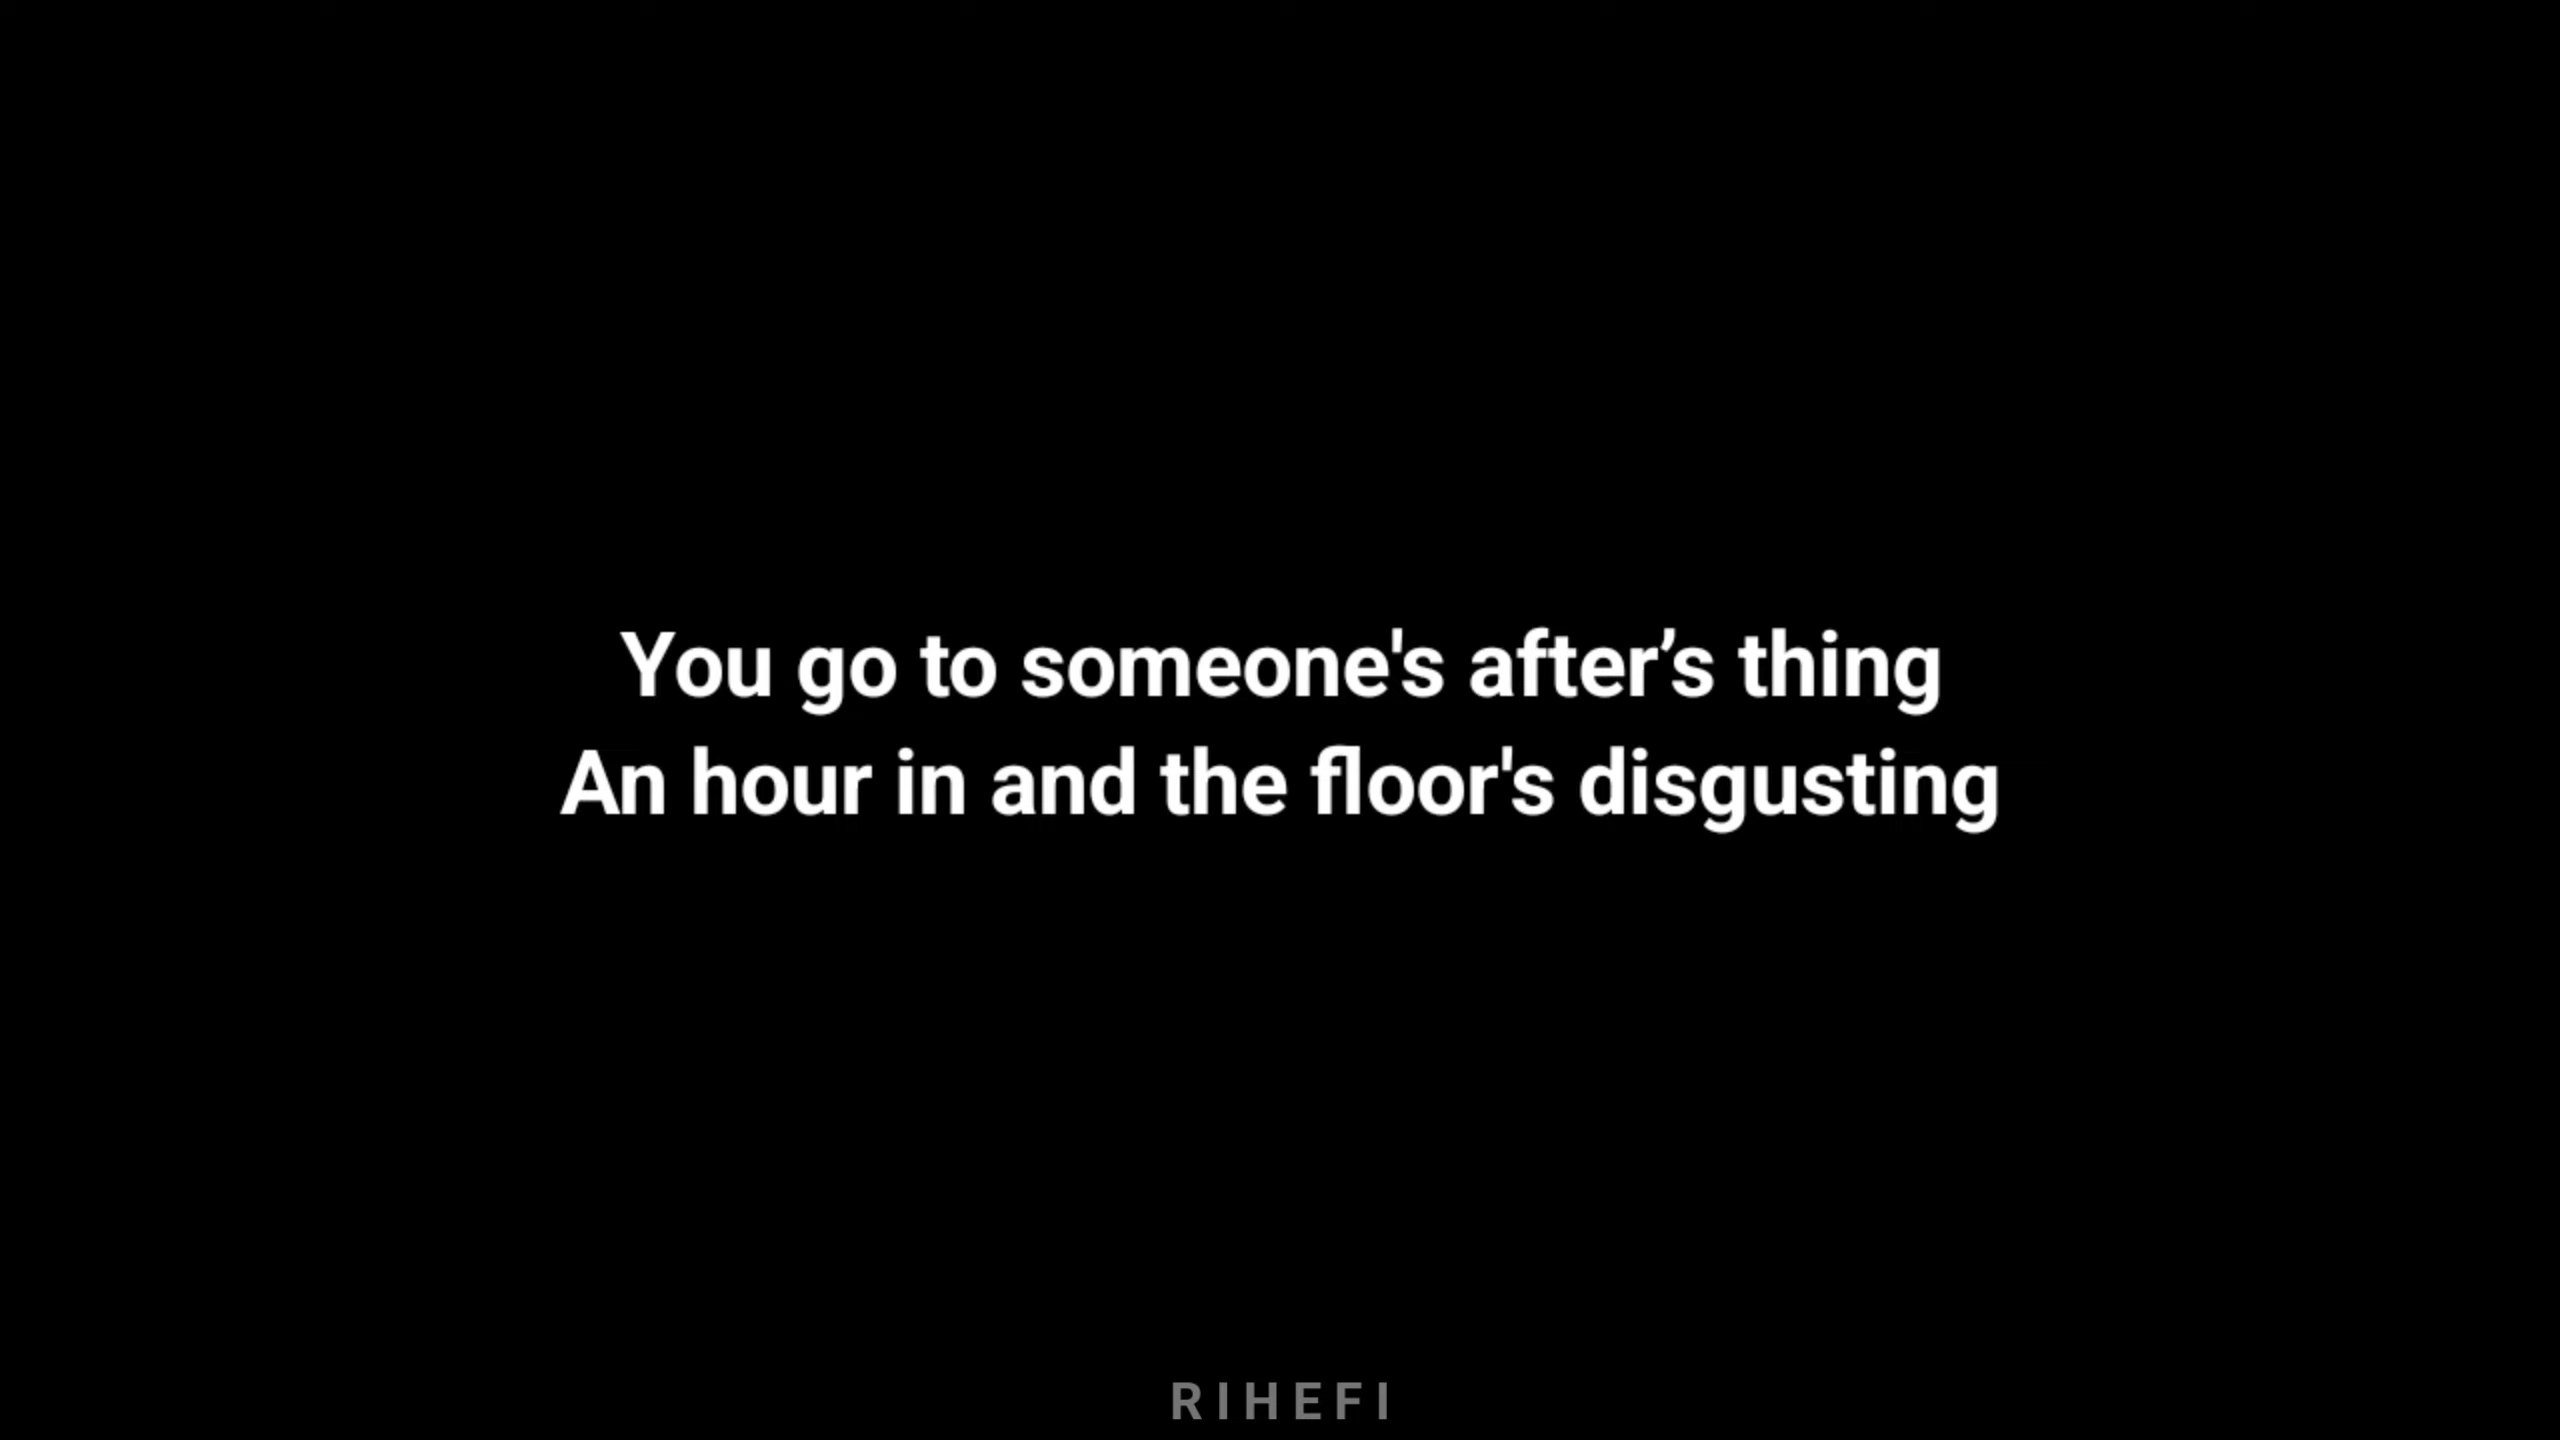 You go to someone's after’s thing
An hour in and the floor's disgusting
RIHEFI